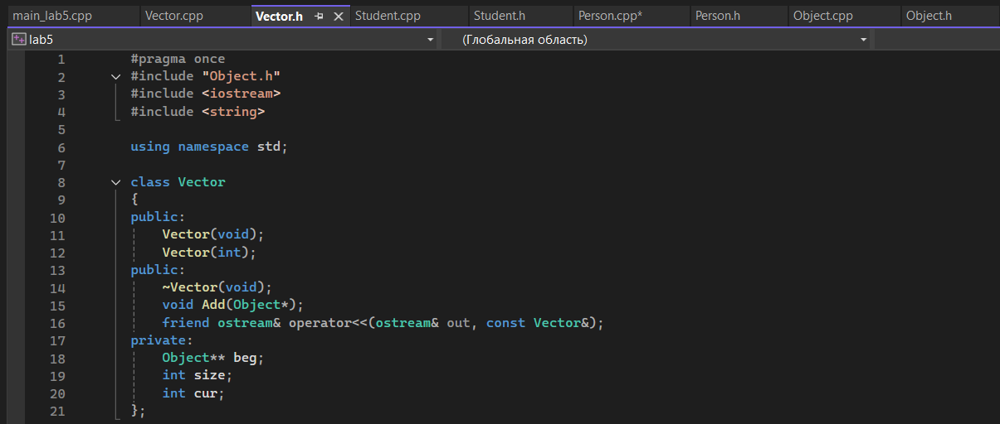 main_lab5.cpp Vector.cpp Vector.h Student.cpp Student.h Person.cpp* Person.h Object.cpp Object.h
lab5 (Глобальная область)
1 #pragma once
2 #include "Object.h"
3 #include <iostream>
4 #include <string>
5
6 using namespace std;
7
8 class Vector
9 {
10 public:
11 Vector(void);
12 Vector(int);
13 public:
14 ~Vector(void);
15 void Add(Object*);
16 friend ostream& operator<<(ostream& out, const Vector&);
17 private:
18 Object** beg;
19 int size;
20 int cur;
21 };